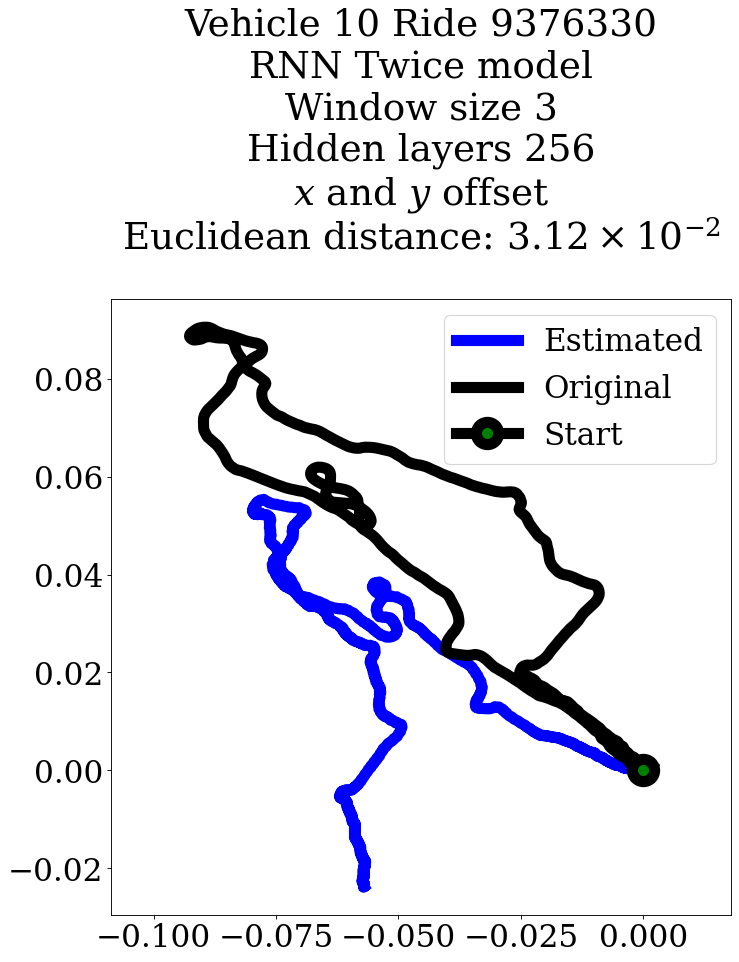 Vehicle 10 Ride 9376330
RNN Twice model
Window size 3
Hidden layers 256
x and y offset
Euclidean distance: 3.12 × 10⁻²
Estimated
Original
Start
0.08
0.06
0.04
0.02
0.00
−0.02
−0.100 −0.075 −0.050 −0.025 0.000